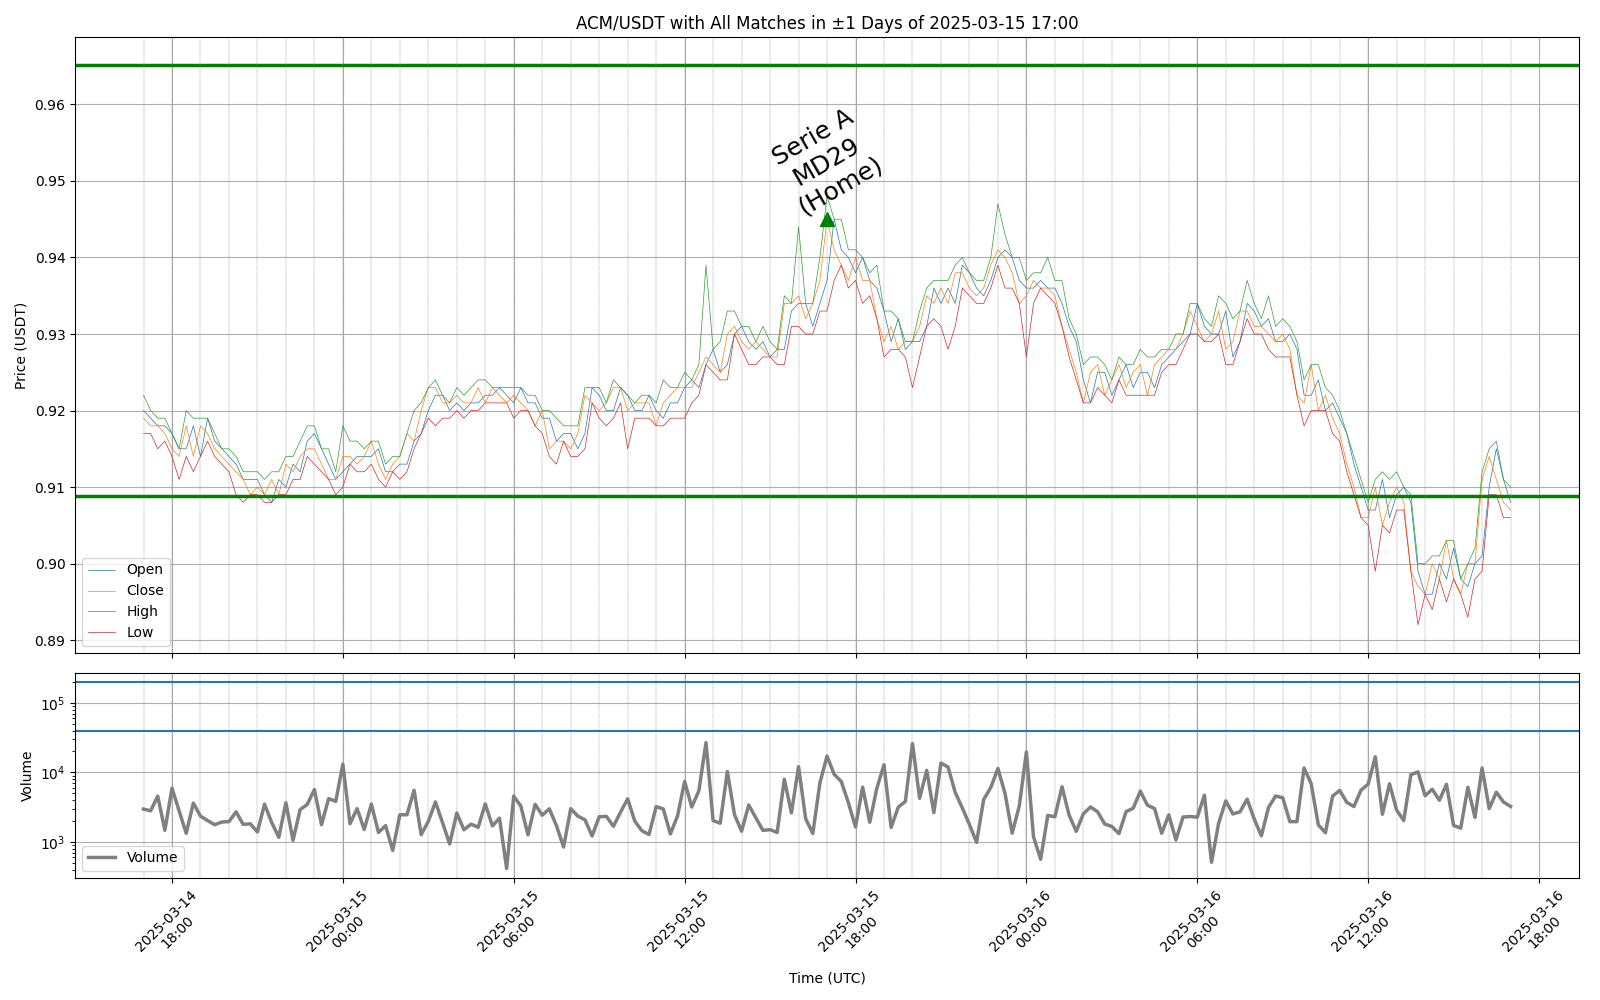 ACM/USDT with All Matches in ±1 Days of 2025-03-15 17:00
Price (USDT)
0.96
0.95
0.94
0.93
0.92
0.91
0.90
0.89
Serie A
MD29
(Home)
Open
Close
High
Low
Volume
10⁵
10⁴
10³
Volume
2025-03-14
18:00
2025-03-15
00:00
2025-03-15
06:00
2025-03-15
12:00
2025-03-15
18:00
2025-03-16
00:00
2025-03-16
06:00
2025-03-16
12:00
2025-03-16
18:00
Time (UTC)